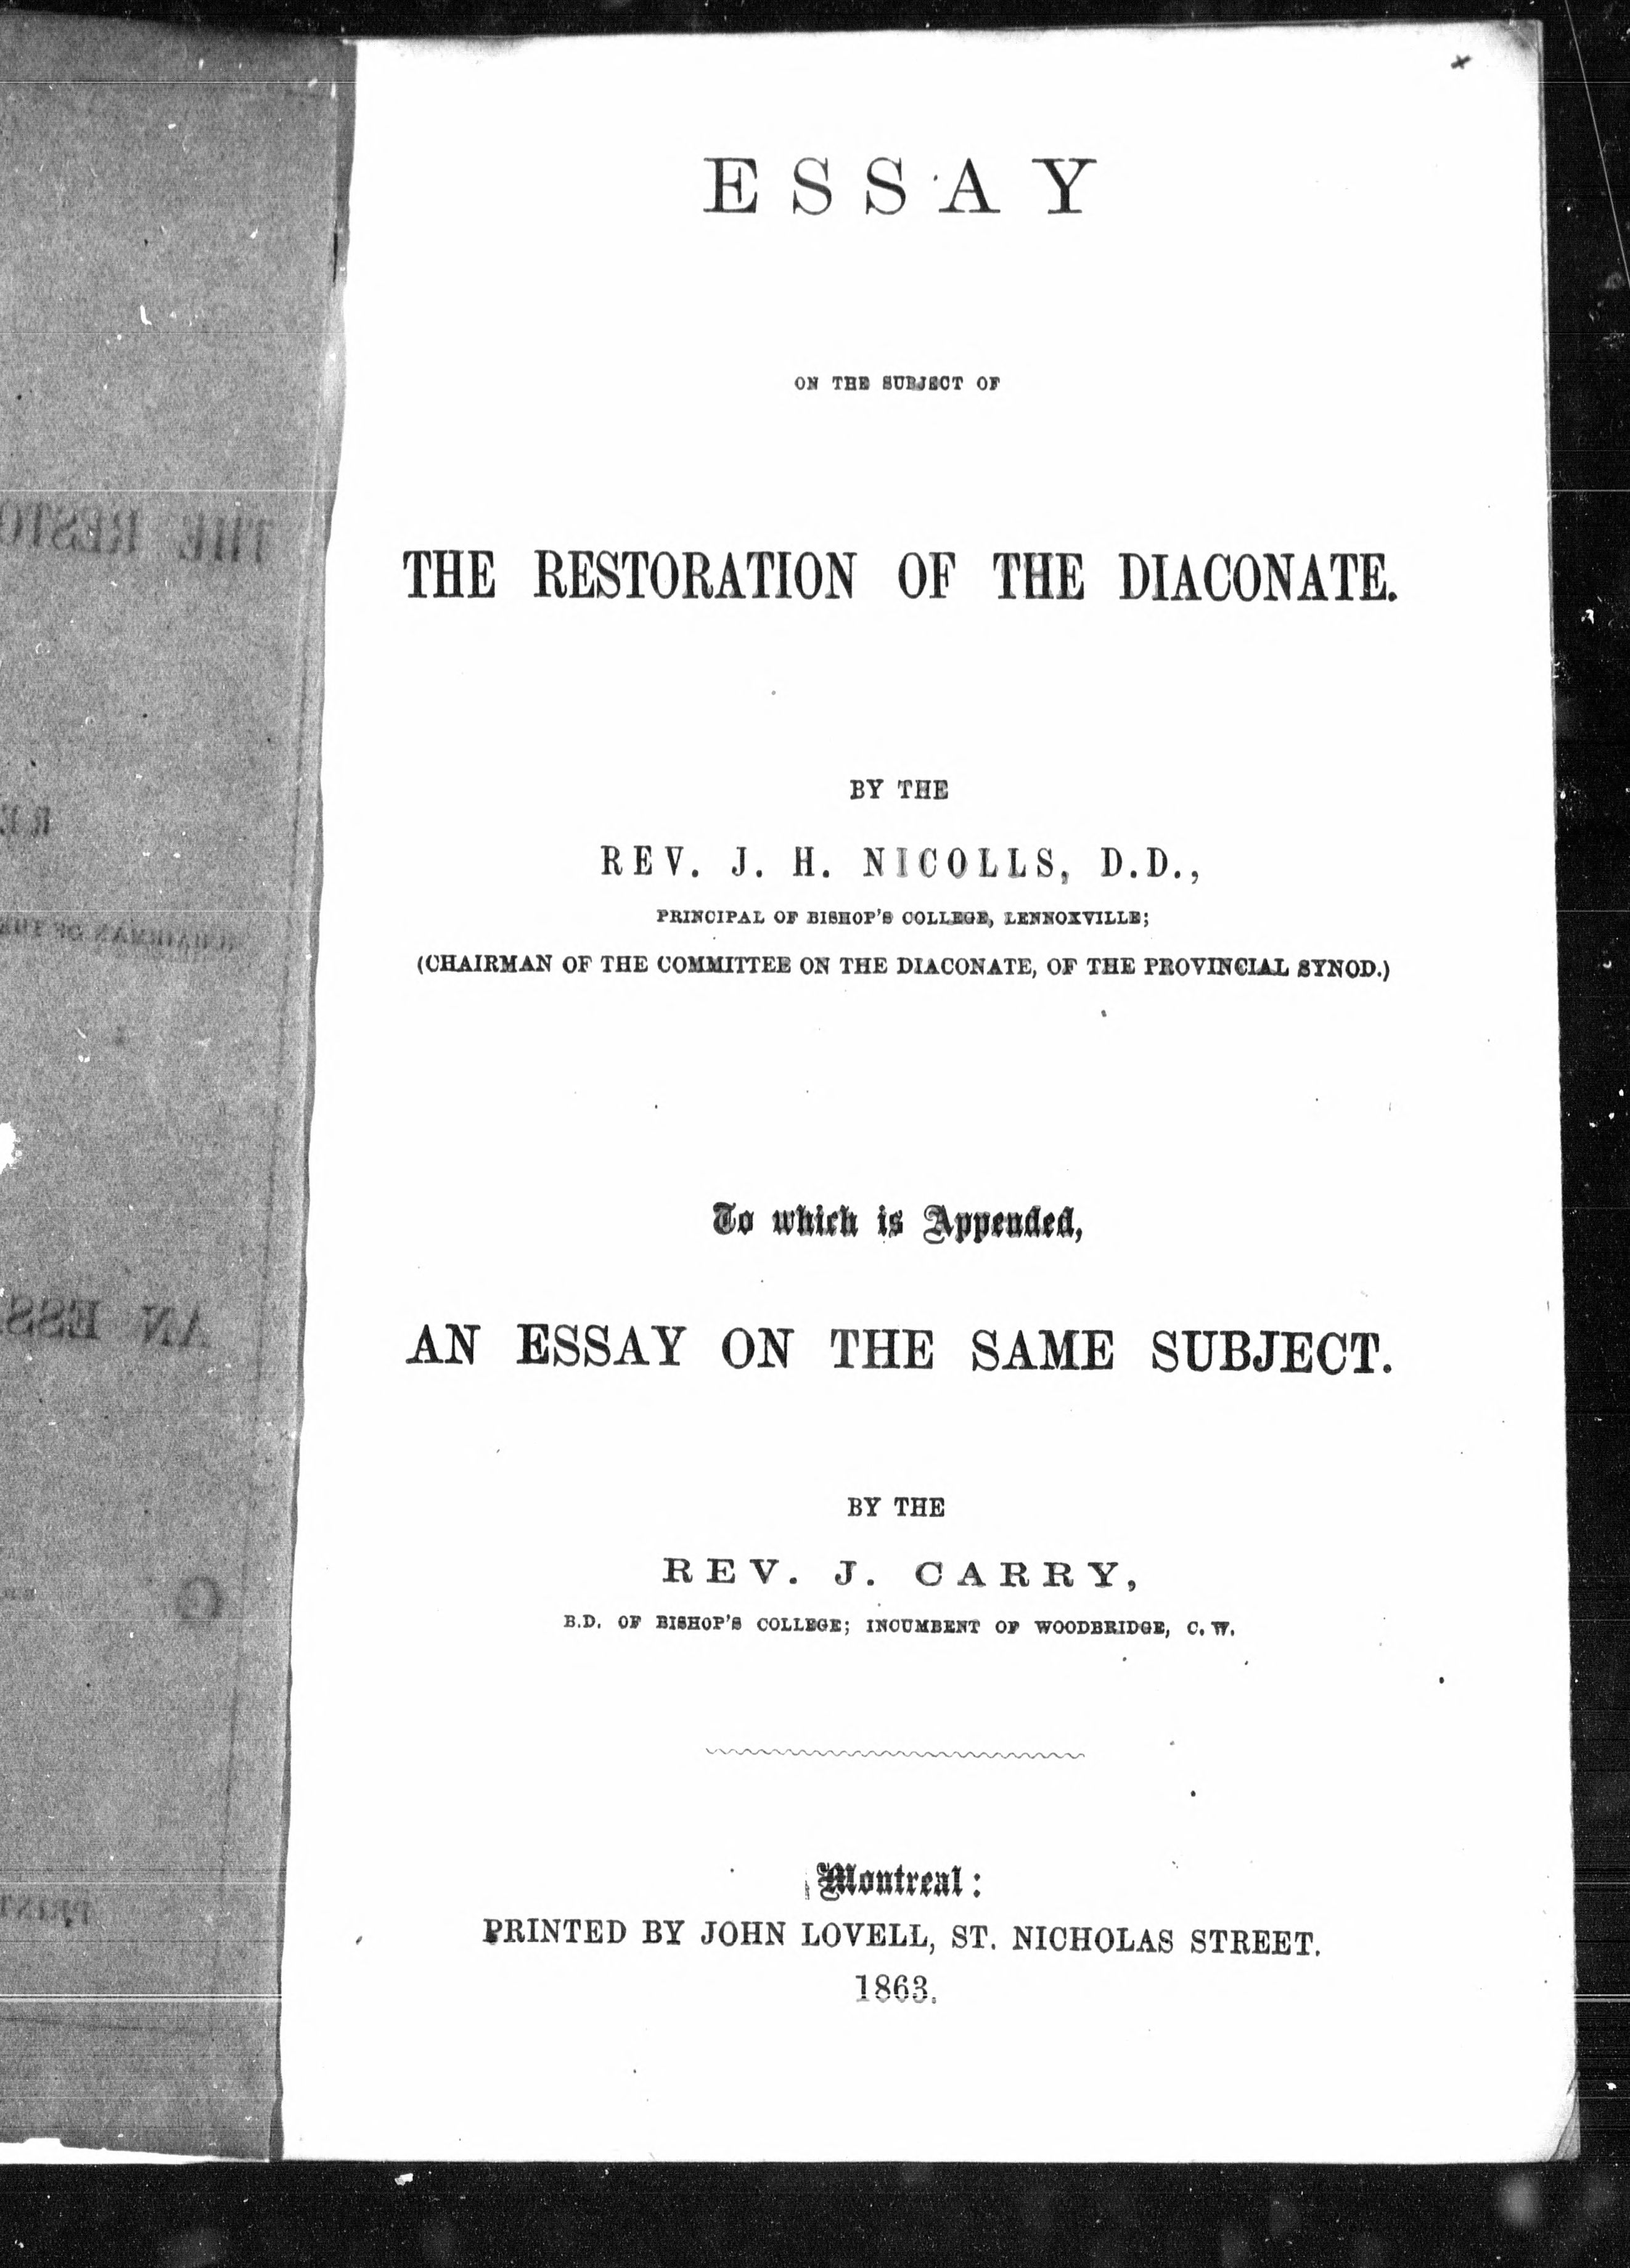 ESSAY
ON THE SUBJECT OF
THE RESTORATION OF THE DIACONATE.
BY THE
REV. J. H. NICOLLS, D.D.,
PRINCIPAL OF BISHOP'S COLLEGE, LENNOXVILLE;
(CHAIRMAN OF THE COMMITTEE ON THE DIACONATE, OF THE PROVINCIAL SYNOD.)
To which is Appended,
AN ESSAY ON THE SAME SUBJECT.
BY THE
REV. J. CARRY,
B.D. OF BISHOP'S COLLEGE; INCUMBENT OF WOODBRIDGE, C. W.
Montreal:
PRINTED BY JOHN LOVELL, ST. NICHOLAS STREET.
1863.